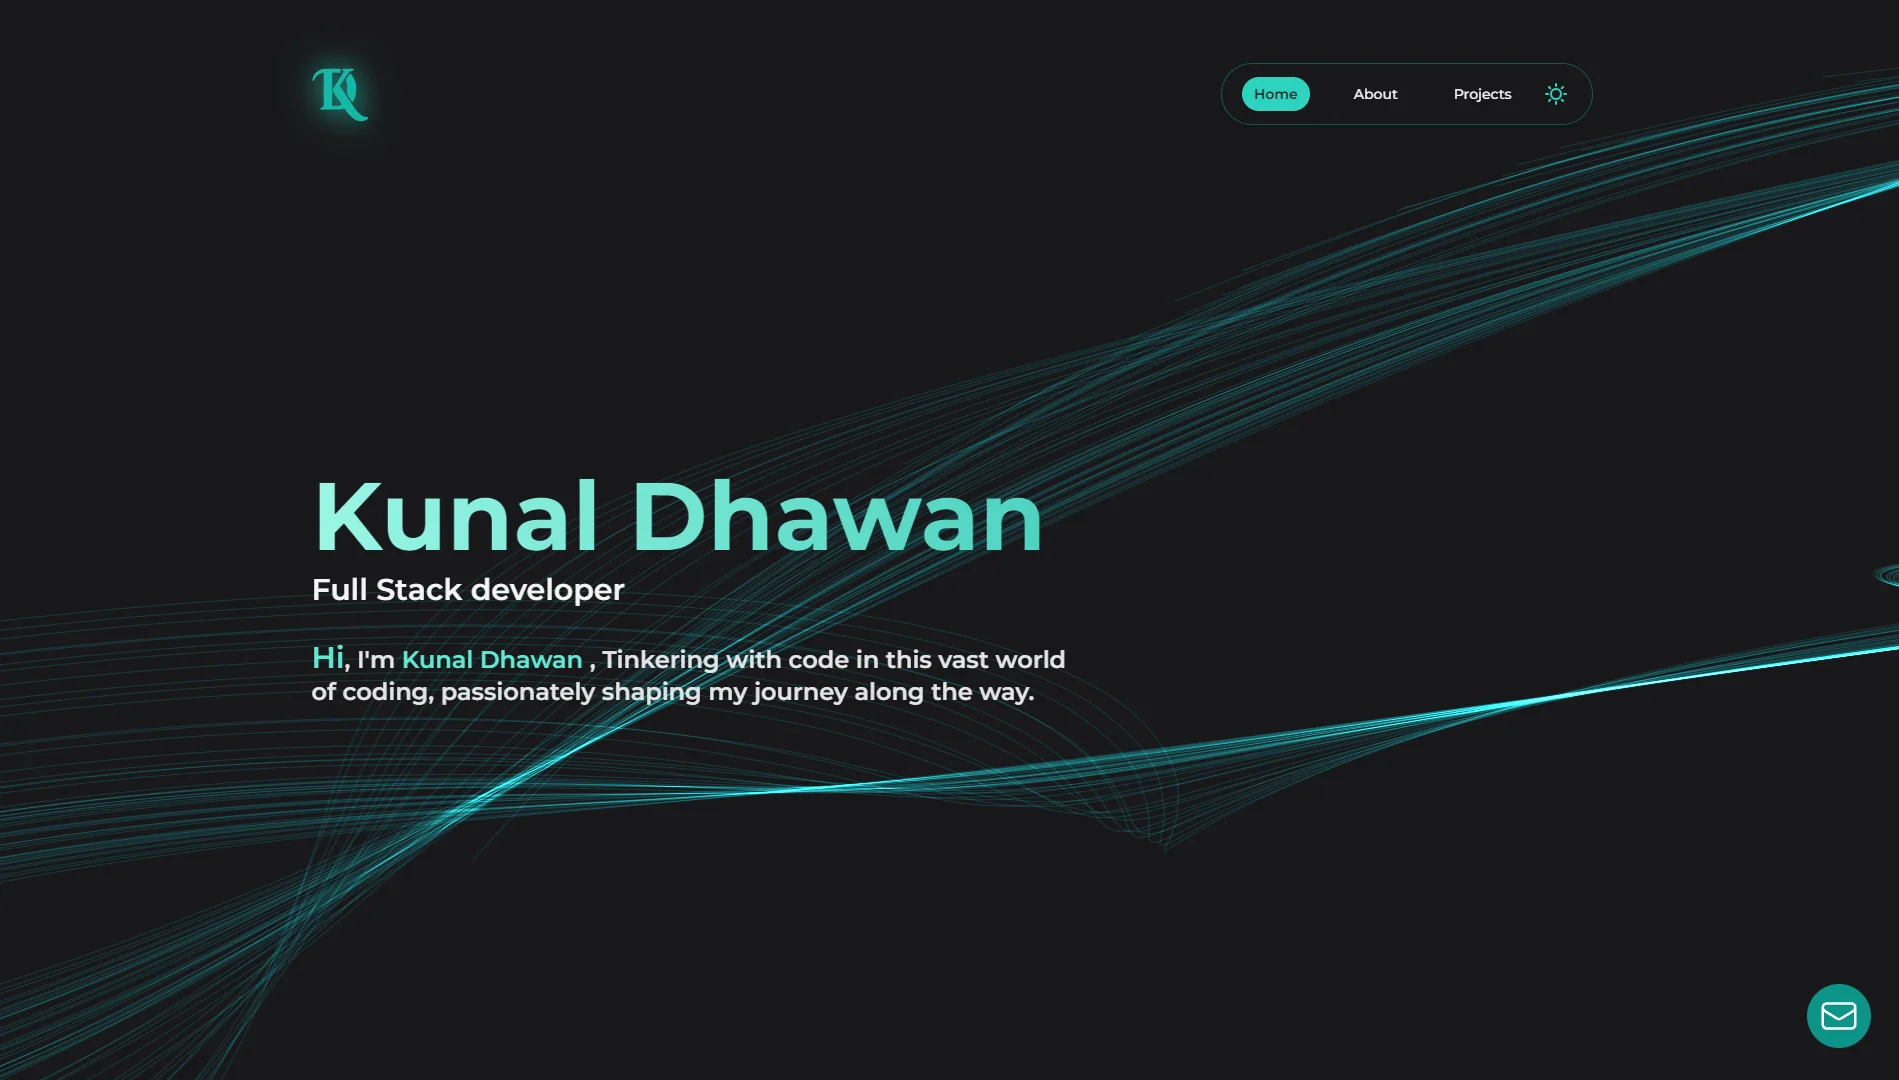 KD
Home About Projects
Kunal Dhawan
Full Stack developer
Hi, I'm Kunal Dhawan , Tinkering with code in this vast world
of coding, passionately shaping my journey along the way.